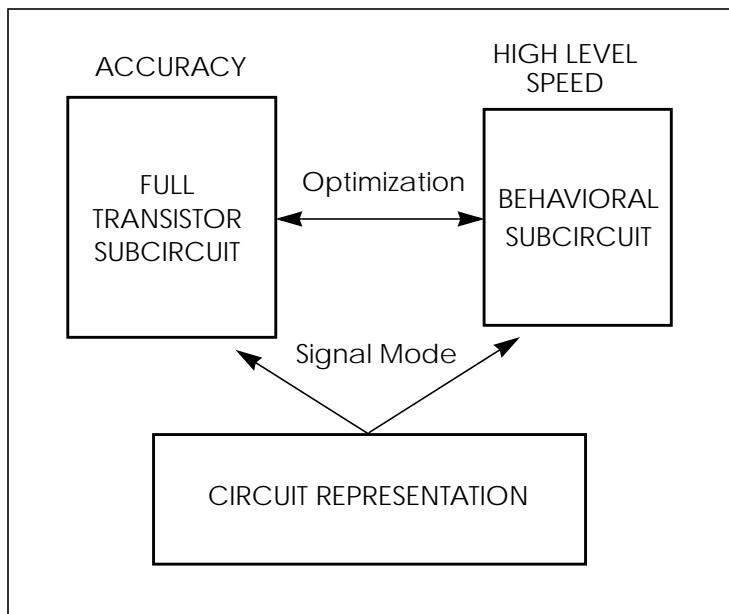 ACCURACY
HIGH LEVEL
SPEED
FULL
TRANSISTOR
SUBCIRCUIT
Optimization
BEHAVIORAL
SUBCIRCUIT
Signal Mode
CIRCUIT REPRESENTATION